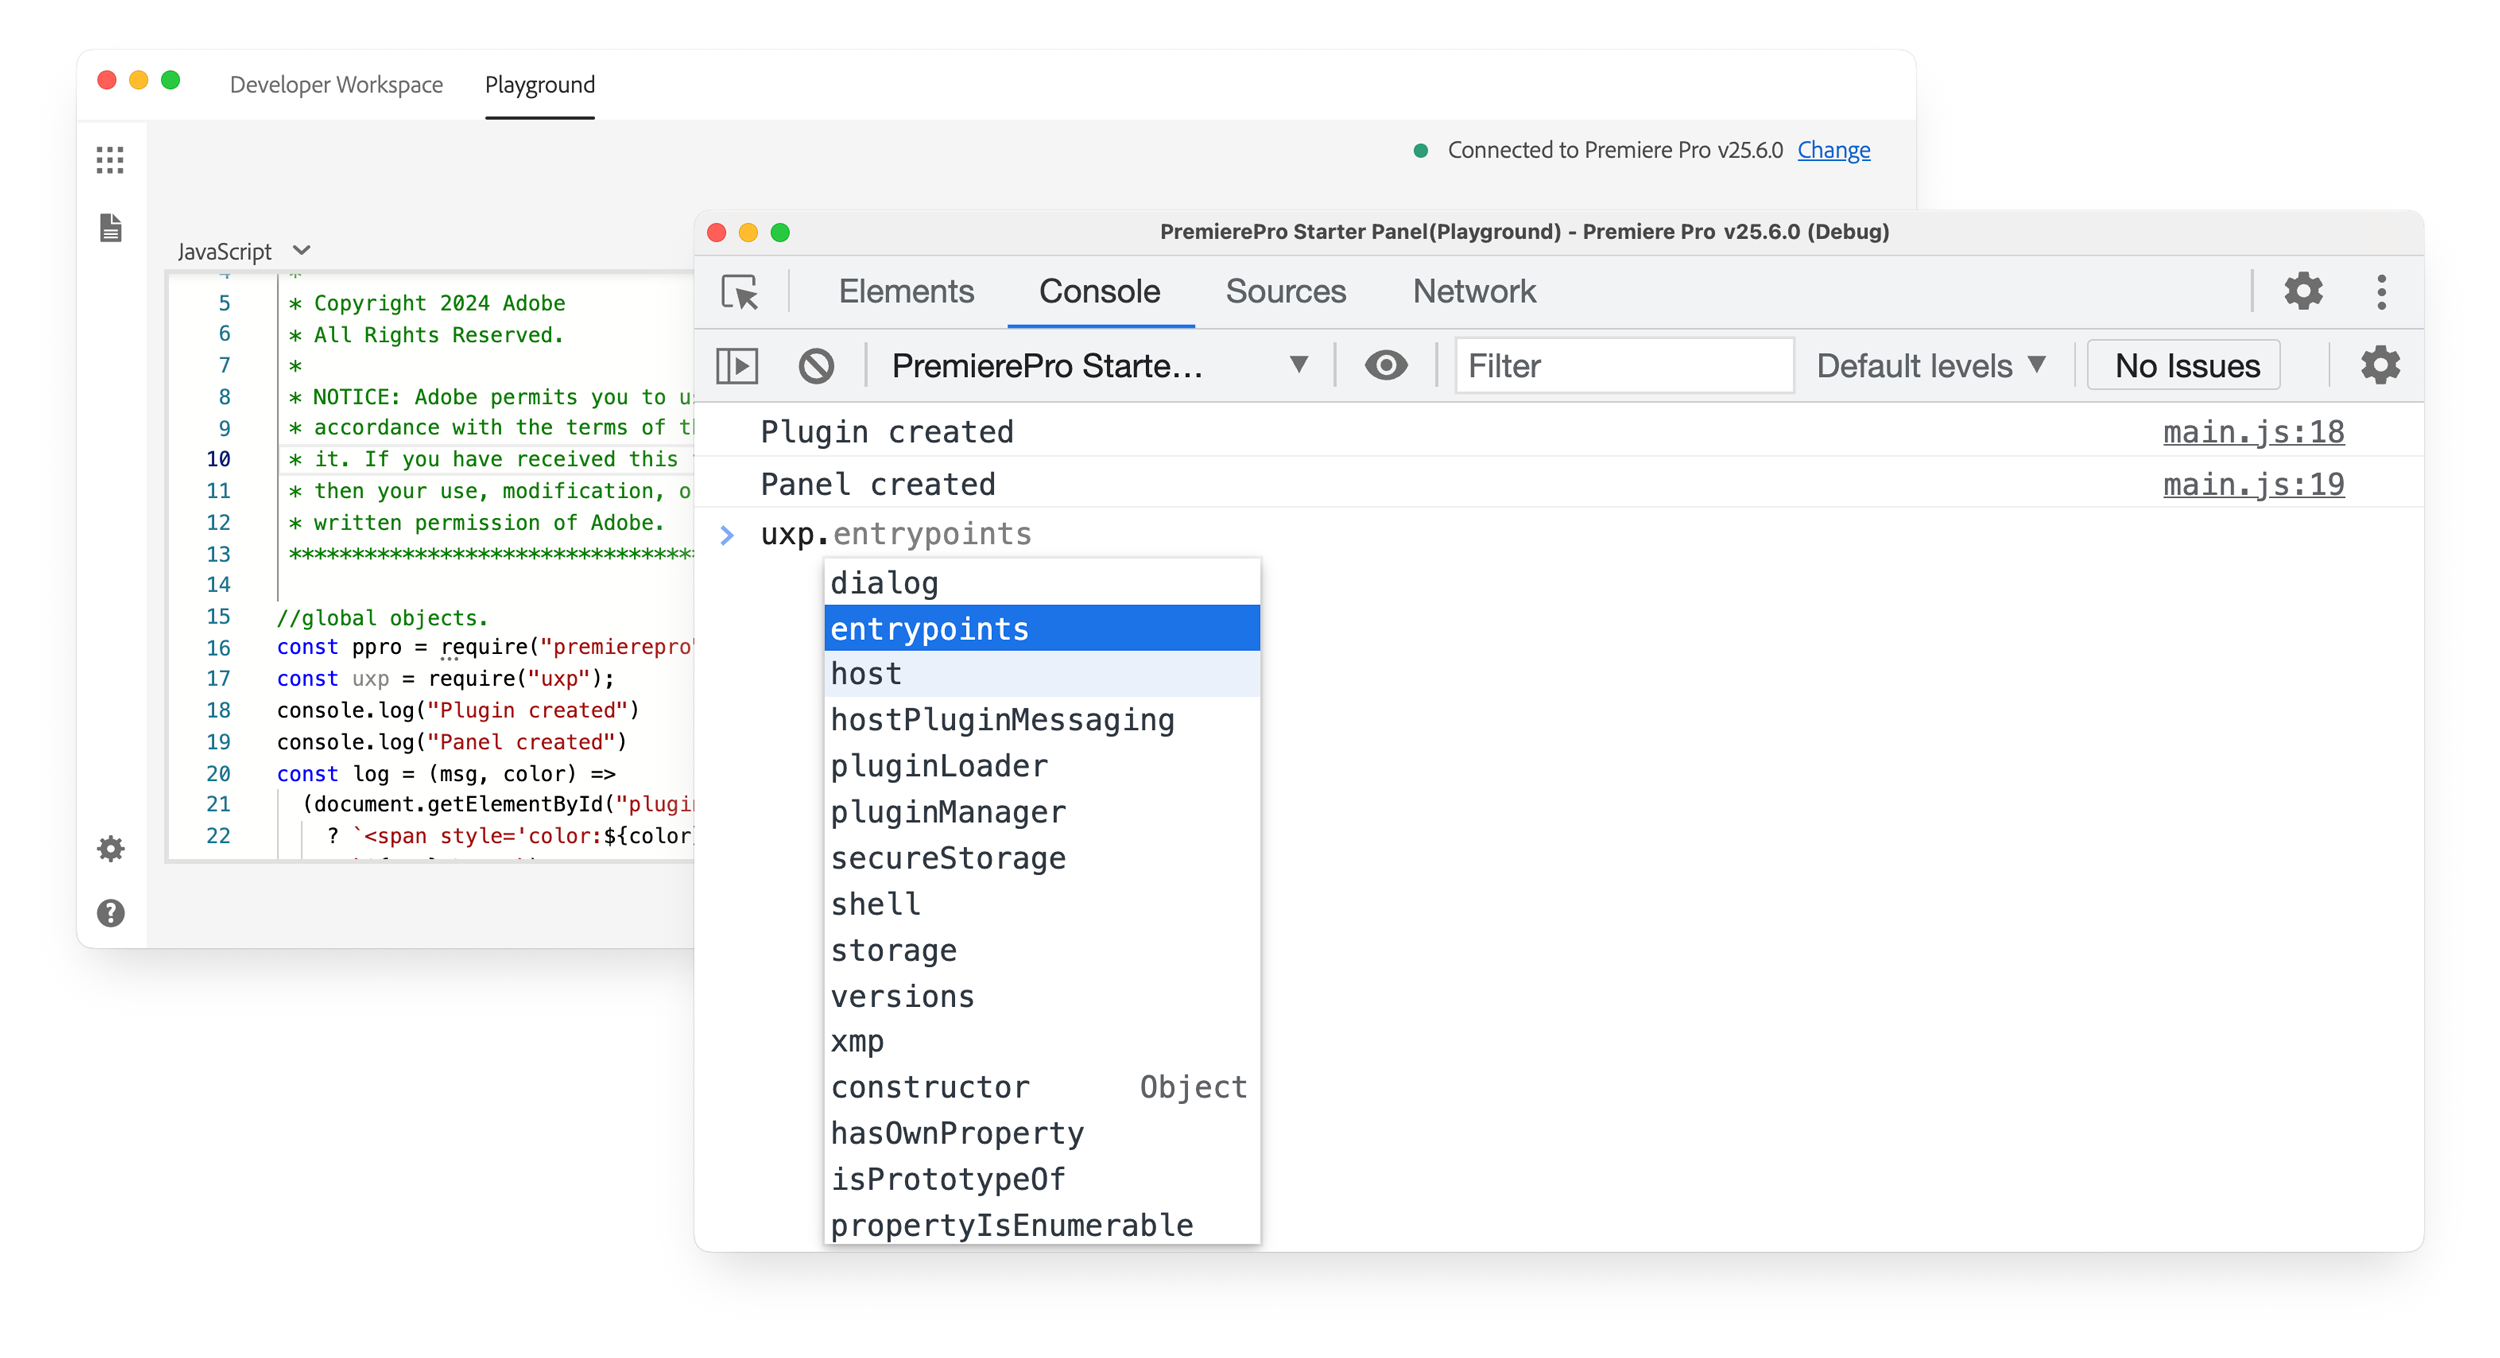 Developer Workspace Playground
Connected to Premiere Pro v25.6.0 Change
JavaScript
4 *
5 * Copyright 2024 Adobe
6 * All Rights Reserved.
7 *
8 * NOTICE: Adobe permits you to u
9 * accordance with the terms of t
10 * it. If you have received this
11 * then your use, modification, o
12 * written permission of Adobe.
13 *********************************
14
15 //global objects.
16 const ppro = require("premierepro"
17 const uxp = require("uxp");
18 console.log("Plugin created")
19 console.log("Panel created")
20 const log = (msg, color) =>
21 (document.getElementById("plugin
22 ? `<span style='color:${color}
PremierePro Starter Panel(Playground) - Premiere Pro v25.6.0 (Debug)
Elements Console Sources Network
PremierePro Starte... Filter Default levels No Issues
Plugin created main.js:18
Panel created main.js:19
> uxp.entrypoints
dialog
entrypoints
host
hostPluginMessaging
pluginLoader
pluginManager
secureStorage
shell
storage
versions
xmp
constructor Object
hasOwnProperty
isPrototypeOf
propertyIsEnumerable